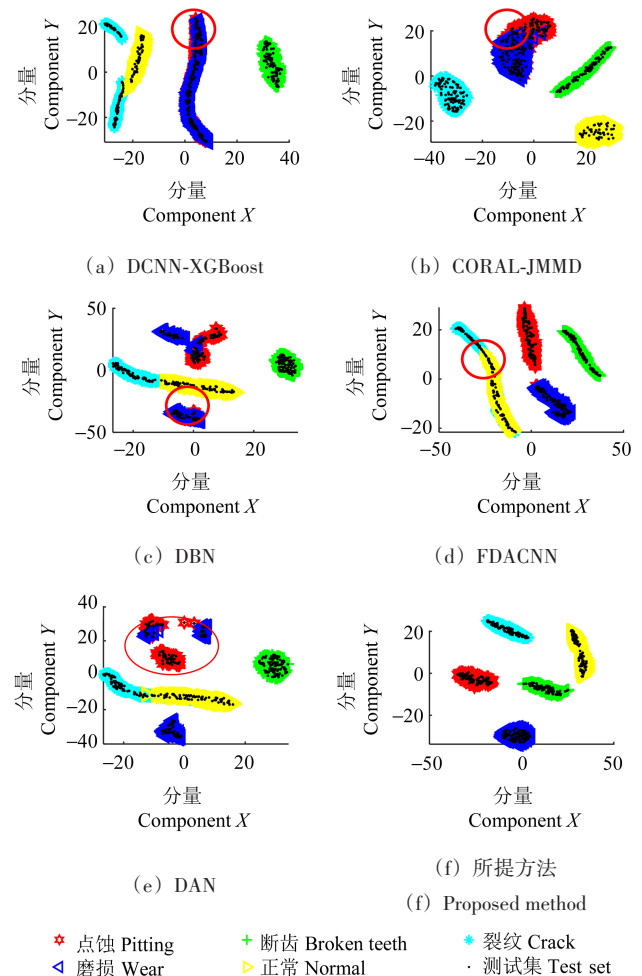 20
0
−20
分量
Component Y
−20 0 20 40
分量
Component X
(a) DCNN-XGBoost
20
0
−20
分量
Component Y
−40 −20 0 20
分量
Component X
(b) CORAL-JMMD
50
0
−50
分量
Component Y
−20 0 20
分量
Component X
(c) DBN
20
0
−20
分量
Component Y
−50 0 50
分量
Component X
(d) FDACNN
40
20
0
−20
−40
分量
Component Y
−20 0 20
分量
Component X
(e) DAN
20
0
−20
分量
Component Y
−50 0 50
分量
Component X
(f) 所提方法
(f) Proposed method
点蚀 Pitting
断齿 Broken teeth
裂纹 Crack
磨损 Wear
正常 Normal
测试集 Test set